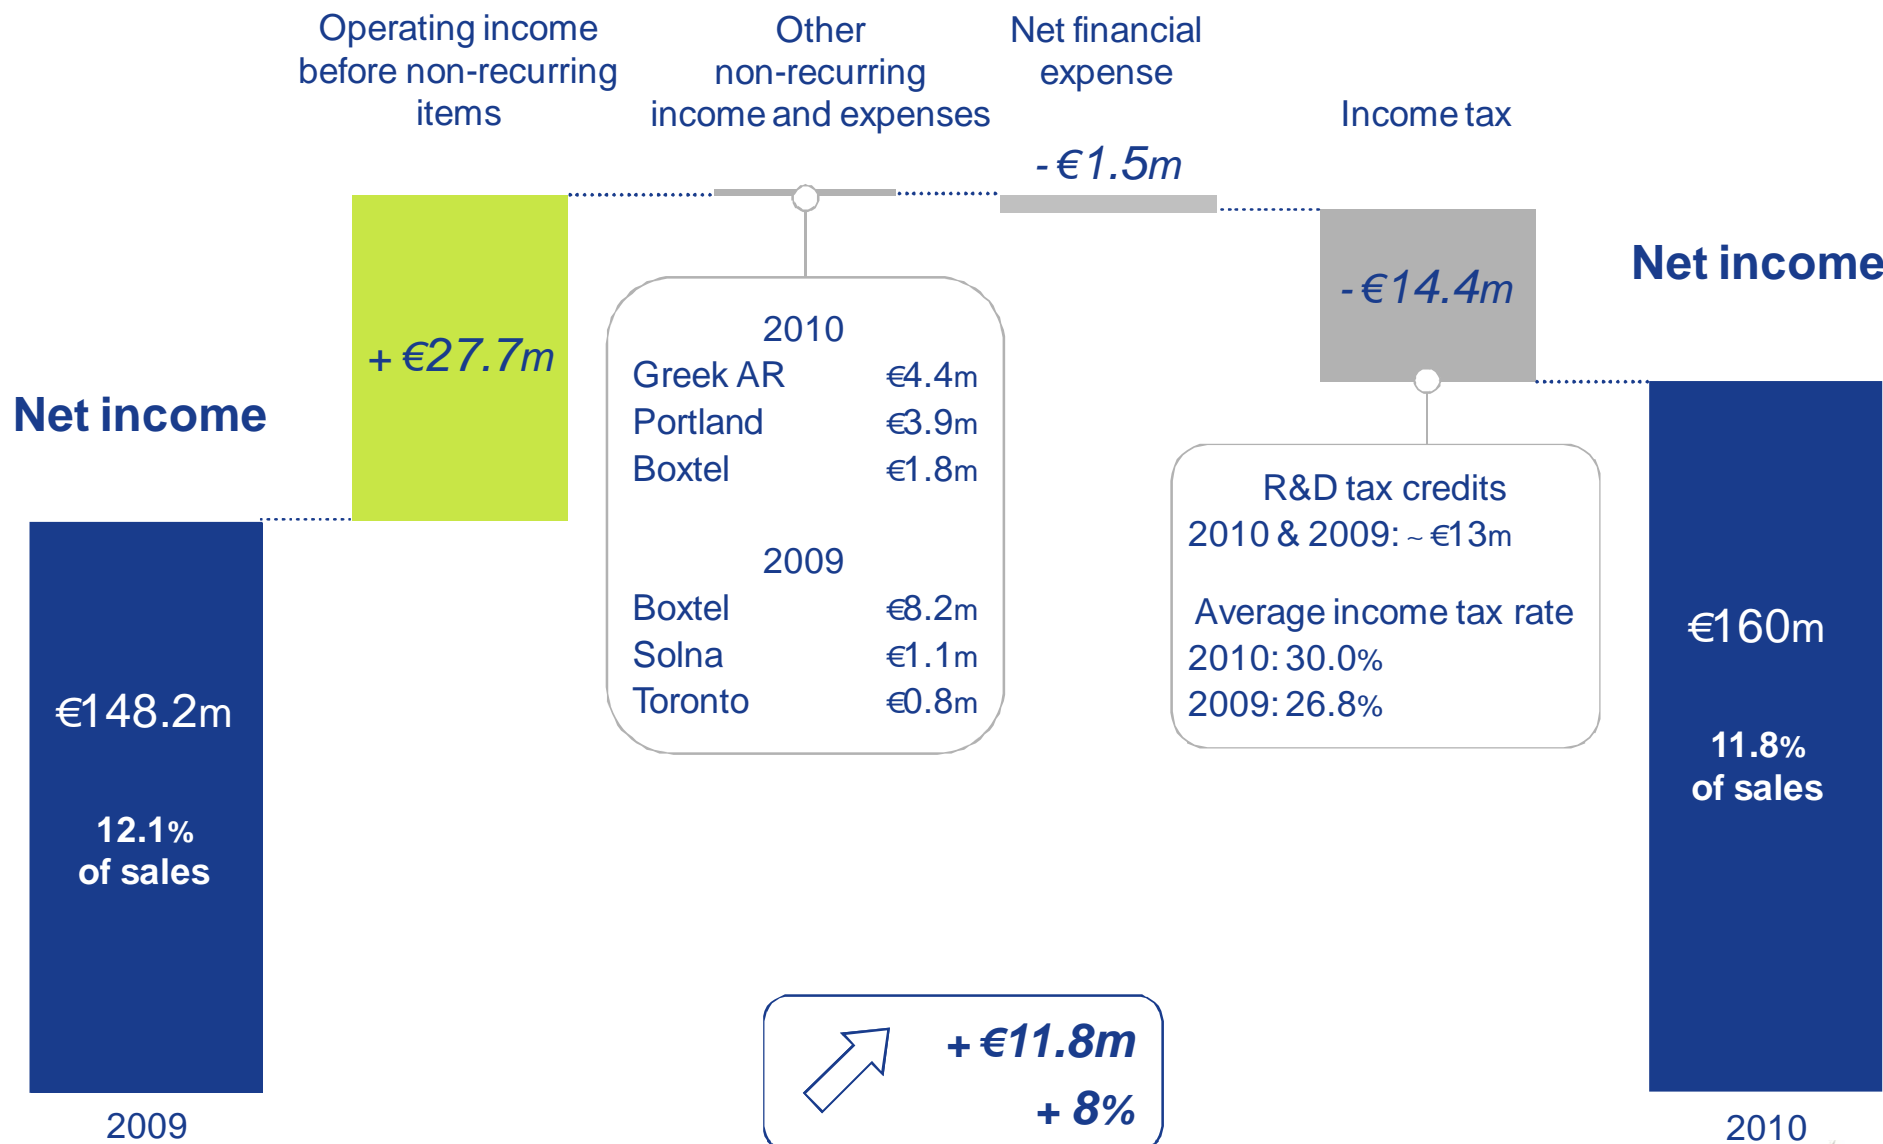 Operating income
before non-recurring
items
Other
non-recurring
income and expenses
Net financial
expense
Income tax
- €1.5m
Net income
- €14.4m
+ €27.7m
Net income
2010
Greek AR €4.4m
Portland €3.9m
Boxtel €1.8m
2009
Boxtel €8.2m
Solna €1.1m
Toronto €0.8m
R&D tax credits
2010 & 2009: ~ €13m
Average income tax rate
2010: 30.0%
2009: 26.8%
€148.2m
12.1%
of sales
€160m
11.8%
of sales
+ €11.8m
+ 8%
2009
2010